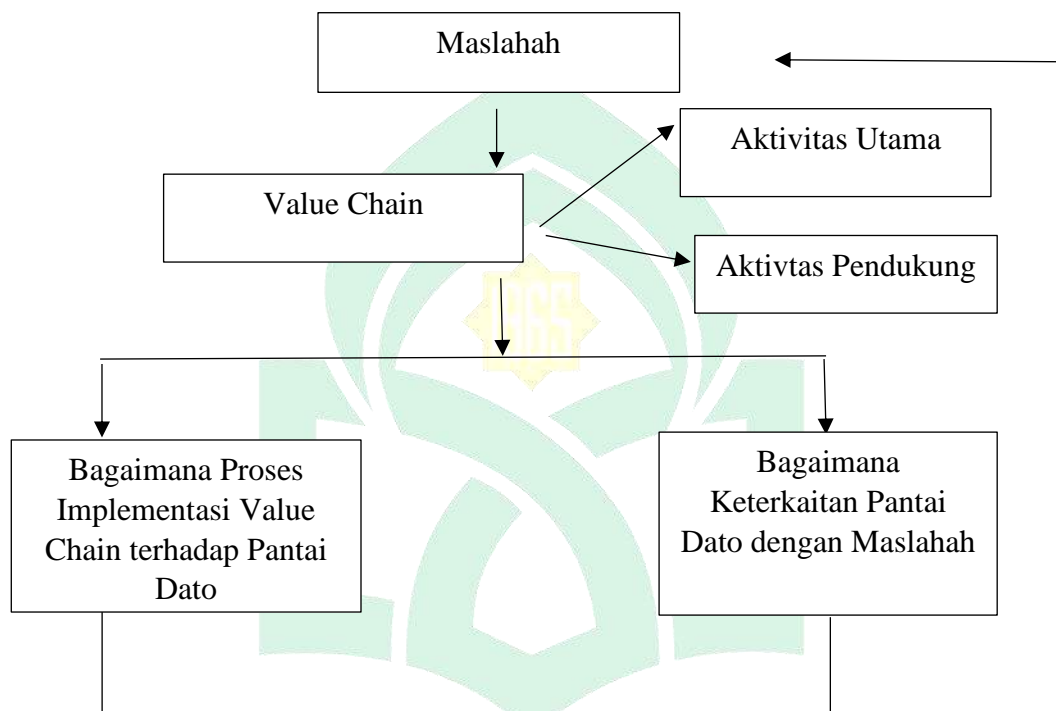 Maslahah
Aktivitas Utama
Value Chain
Aktivtas Pendukung
1965
Bagaimana Proses
Implementasi Value
Chain terhadap Pantai
Dato
Bagaimana
Keterkaitan Pantai
Dato dengan Maslahah